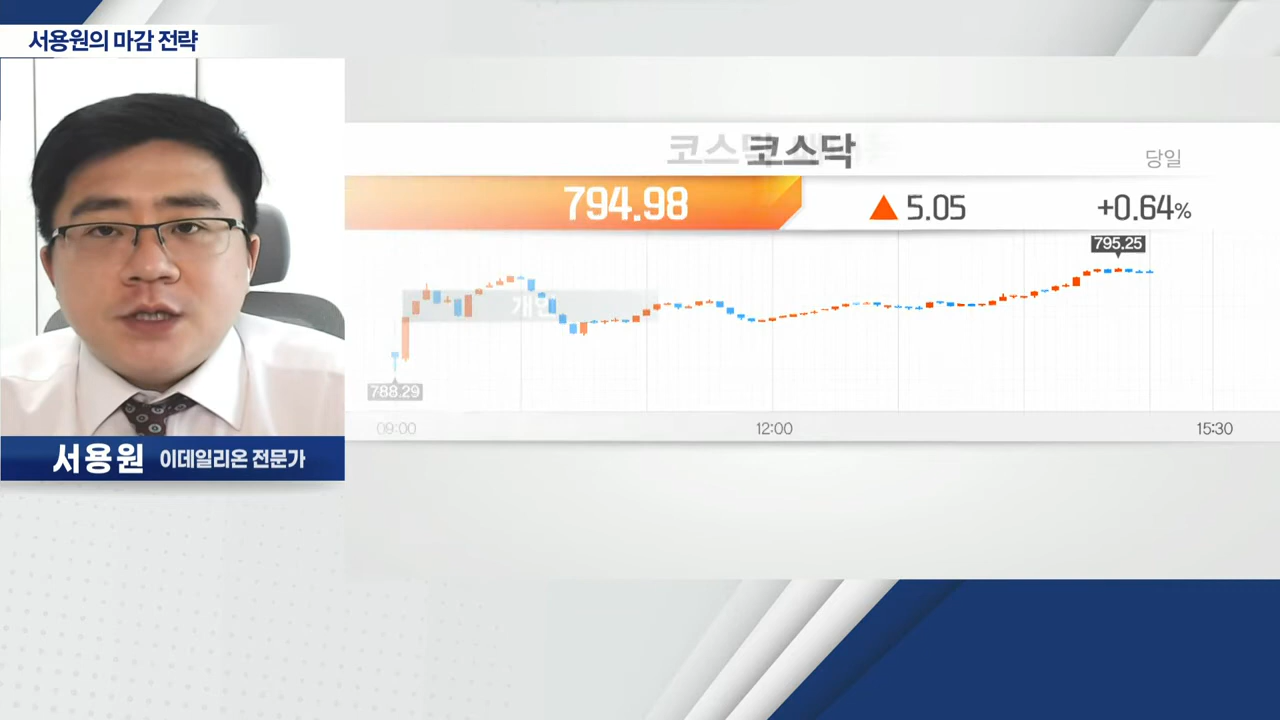 서용원의 마감 전략
코스닥
당일
794.98
▲ 5.05
+0.64%
795.25
개인
788.29
09:00
12:00
15:30
서용원 이데일리온 전문가